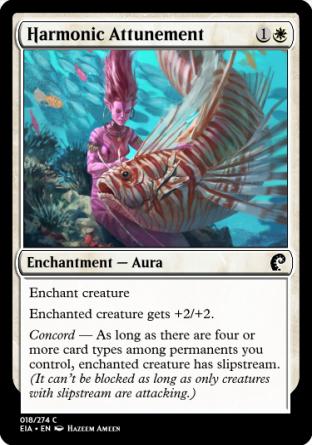 Harmonic Attunement 1
Enchantment — Aura
Enchant creature
Enchanted creature gets +2/+2.
Concord — As long as there are four
or more card types among permanents you
control, enchanted creature has slipstream.
(It can't be blocked as long as only creatures
with slipstream are attacking.)
018/274 C
EIA • EN Hazeem Ameen